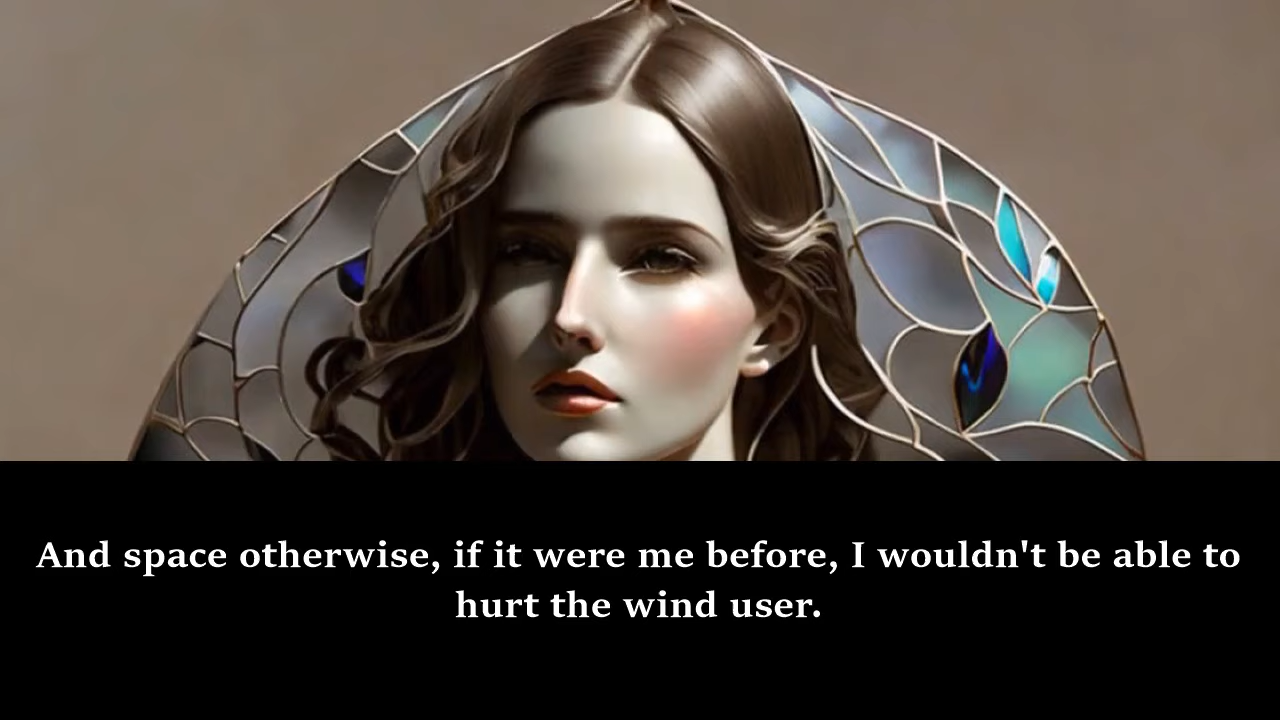 And space otherwise, if it were me before, I wouldn't be able to
hurt the wind user.